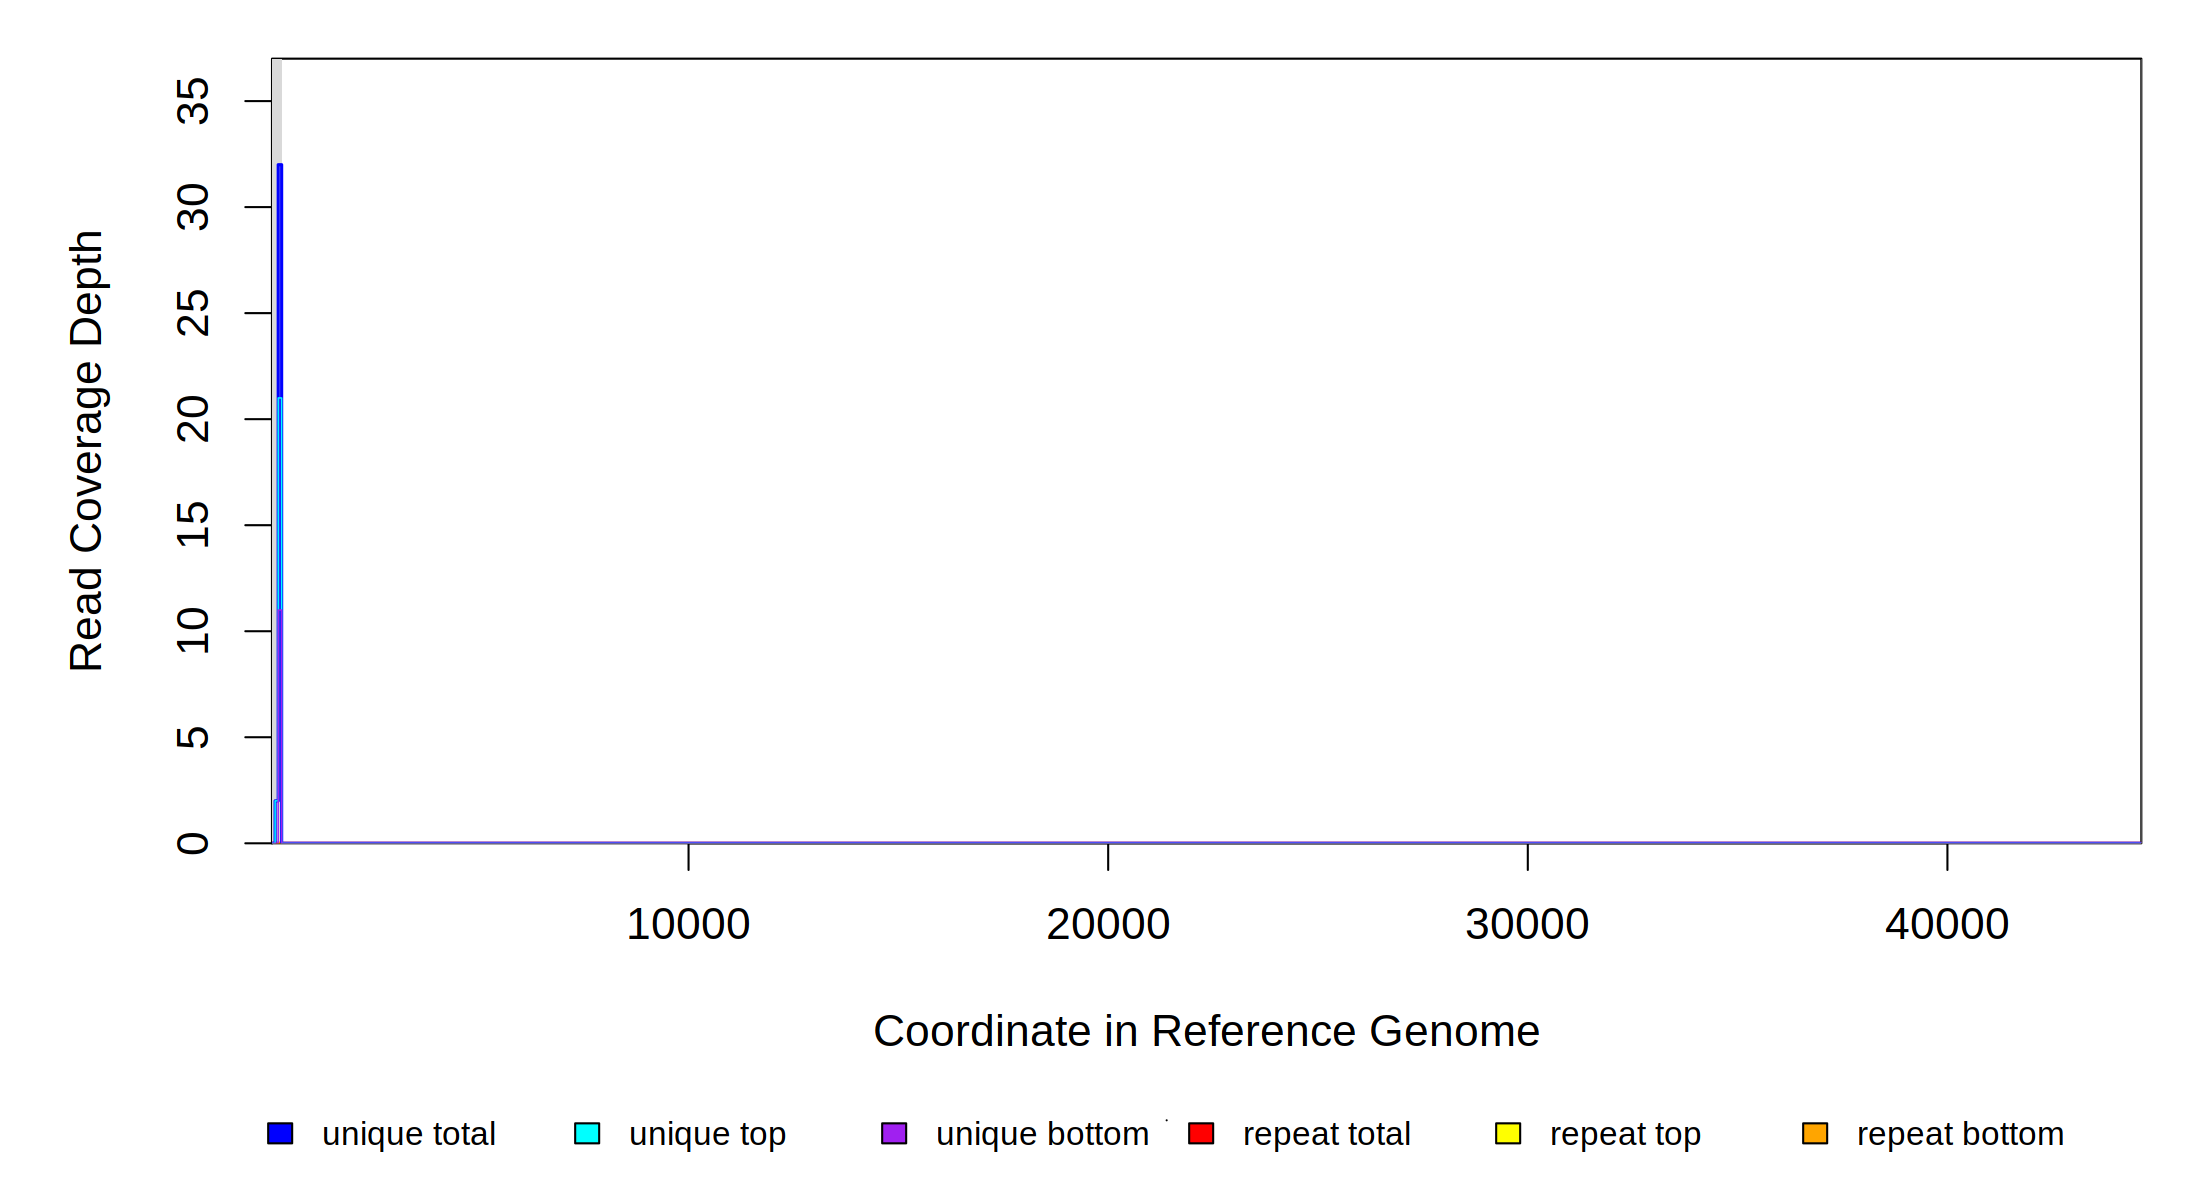 Read Coverage Depth
35
30
25
20
15
10
5
0
10000 20000 30000 40000
Coordinate in Reference Genome
unique total unique top unique bottom repeat total repeat top repeat bottom